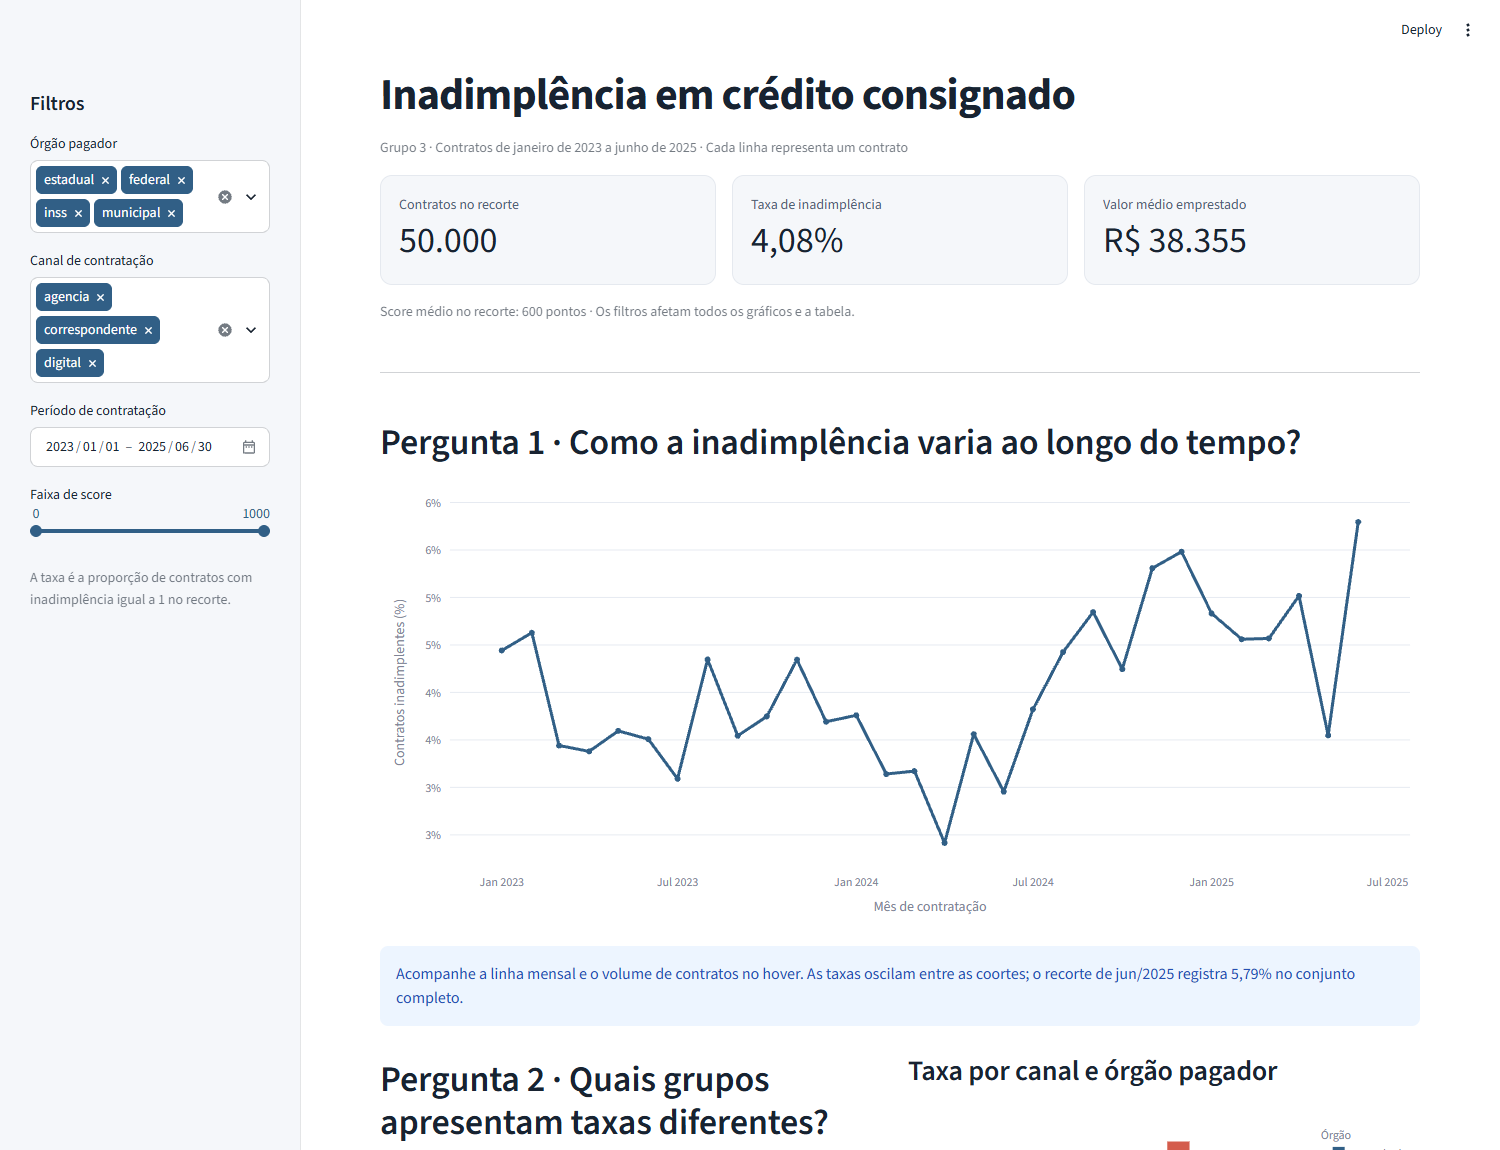 Deploy
Filtros
Órgão pagador
estadual × federal ×
inss × municipal ×
Canal de contratação
agencia ×
correspondente ×
digital ×
Período de contratação
2023/01/01 – 2025/06/30
Faixa de score
0 1000
A taxa é a proporção de contratos com
inadimplência igual a 1 no recorte.
Inadimplência em crédito consignado
Grupo 3 · Contratos de janeiro de 2023 a junho de 2025 · Cada linha representa um contrato
Contratos no recorte
50.000
Taxa de inadimplência
4,08%
Valor médio emprestado
R$ 38.355
Score médio no recorte: 600 pontos · Os filtros afetam todos os gráficos e a tabela.
Pergunta 1 · Como a inadimplência varia ao longo do tempo?
Contratos inadimplentes (%)
6%
6%
5%
5%
4%
4%
3%
3%
Jan 2023 Jul 2023 Jan 2024 Jul 2024 Jan 2025 Jul 2025
Mês de contratação
Acompanhe a linha mensal e o volume de contratos no hover. As taxas oscilam entre as coortes; o recorte de jun/2025 registra 5,79% no conjunto
completo.
Pergunta 2 · Quais grupos
apresentam taxas diferentes?
Taxa por canal e órgão pagador
Órgão